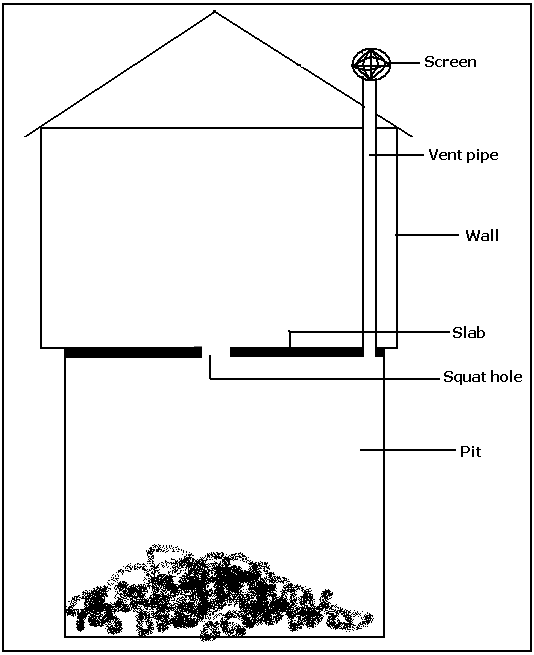 Screen
Vent pipe
Wall
Slab
Squat hole
Pit